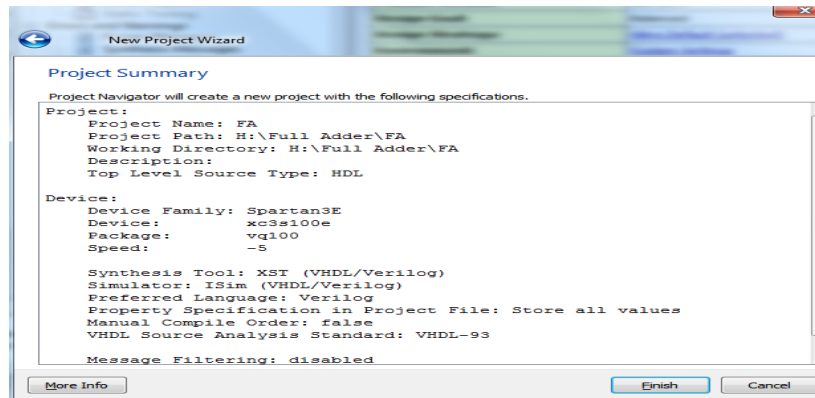 New Project Wizard
Project Summary
Project Navigator will create a new project with the following specifications.
Project:
Project Name: FA
Project Path: H:\Full Adder\FA
Working Directory: H:\Full Adder\FA
Description:
Top Level Source Type: HDL
Device:
Device Family: Spartan3E
Device: xc3s100e
Package: vq100
Speed: -5
Synthesis Tool: XST (VHDL/Verilog)
Simulator: ISim (VHDL/Verilog)
Preferred Language: Verilog
Property Specification in Project File: Store all values
Manual Compile Order: false
VHDL Source Analysis Standard: VHDL-93
Message Filtering: disabled
More Info
Finish
Cancel